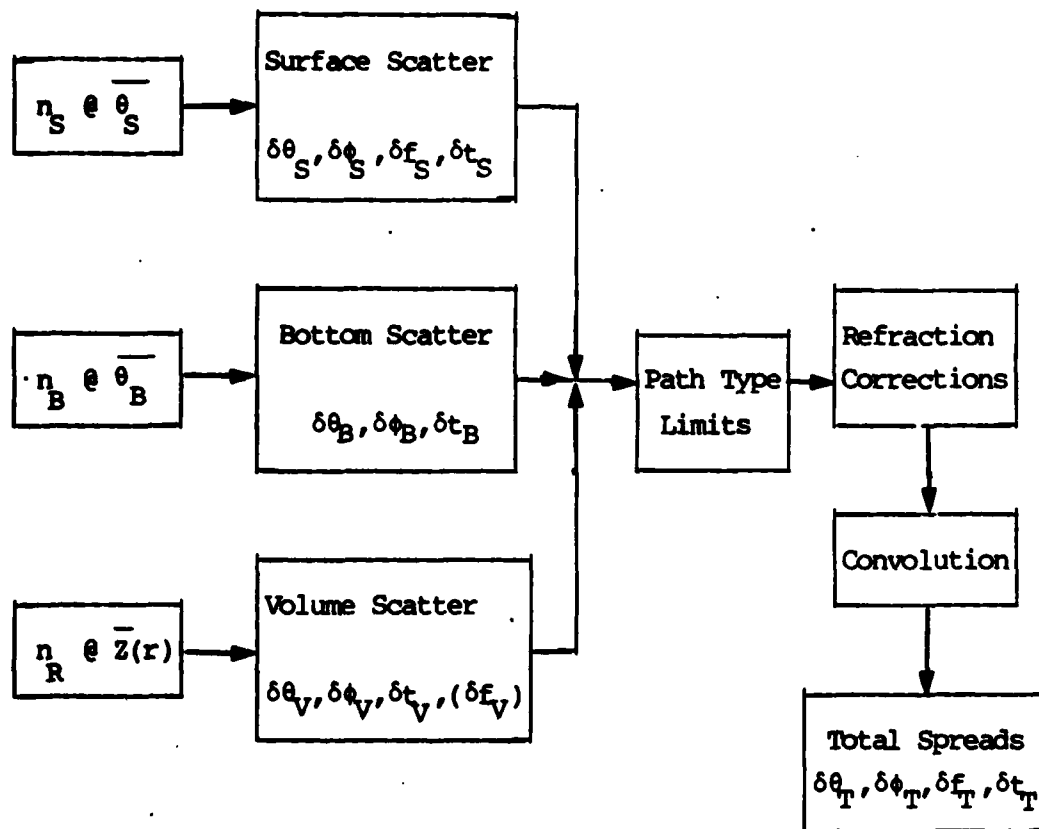 n_S @ θ̅_S̅
Surface Scatter
δθ_S, δϕ_S, δf_S, δt_S
n_B @ θ̅_B̅
Bottom Scatter
δθ_B, δϕ_B, δt_B
n_R @ Z̅(r)
Volume Scatter
δθ_V, δϕ_V, δt_V, (δf_V)
Path Type
Limits
Refraction
Corrections
Convolution
Total Spreads
δθ_T, δϕ_T, δf_T, δt_T